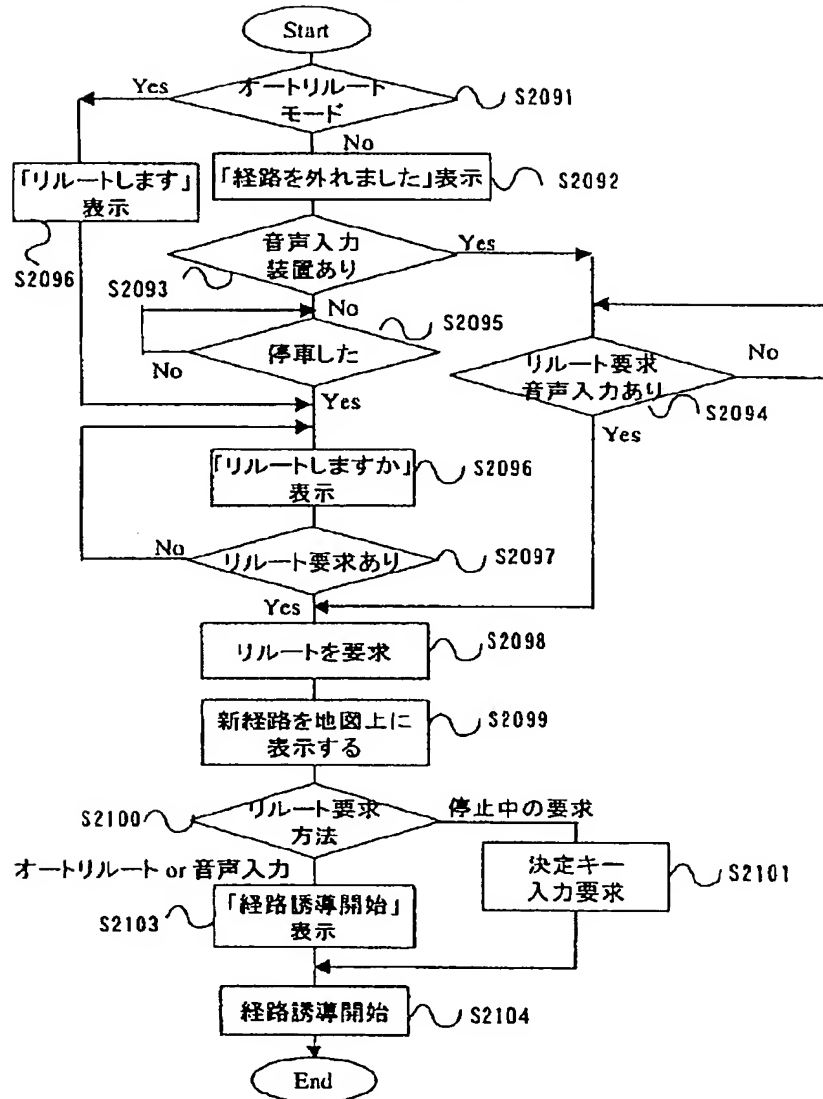 Start
Yes
オートリルート
モード
S2091
No
「リルートします」
表示
「経路を外れました」表示
S2092
S2096
音声入力
装置あり
Yes
S2093
No
S2095
停車した
No
Yes
リルート要求
音声入力あり
No
S2094
Yes
「リルートしますか」
表示
S2096
No
リルート要求あり
S2097
Yes
リルートを要求
S2098
新経路を地図上に
表示する
S2099
S2100
リルート要求
方法
停止中の要求
オートリルート or 音声入力
決定キー
入力要求
S2101
S2103
「経路誘導開始」
表示
経路誘導開始
S2104
End